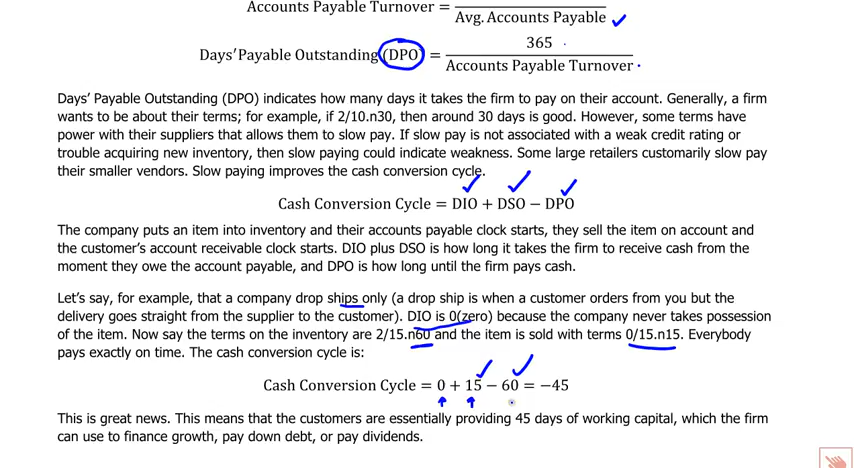 Accounts Payable Turnover =
Avg. Accounts Payable
365
Days' Payable Outstanding (DPO) =
Accounts Payable Turnover
Days' Payable Outstanding (DPO) indicates how many days it takes the firm to pay on their account. Generally, a firm
wants to be about their terms; for example, if 2/10.n30, then around 30 days is good. However, some terms have
power with their suppliers that allows them to slow pay. If slow pay is not associated with a weak credit rating or
trouble acquiring new inventory, then slow paying could indicate weakness. Some large retailers customarily slow pay
their smaller vendors. Slow paying improves the cash conversion cycle.
Cash Conversion Cycle = DIO + DSO − DPO
The company puts an item into inventory and their accounts payable clock starts, they sell the item on account and
the customer's account receivable clock starts. DIO plus DSO is how long it takes the firm to receive cash from the
moment they owe the account payable, and DPO is how long until the firm pays cash.
Let's say, for example, that a company drop ships only (a drop ship is when a customer orders from you but the
delivery goes straight from the supplier to the customer). DIO is 0(zero) because the company never takes possession
of the item. Now say the terms on the inventory are 2/15.n60 and the item is sold with terms 0/15.n15. Everybody
pays exactly on time. The cash conversion cycle is:
Cash Conversion Cycle = 0 + 15 − 60 = −45
This is great news. This means that the customers are essentially providing 45 days of working capital, which the firm
can use to finance growth, pay down debt, or pay dividends.